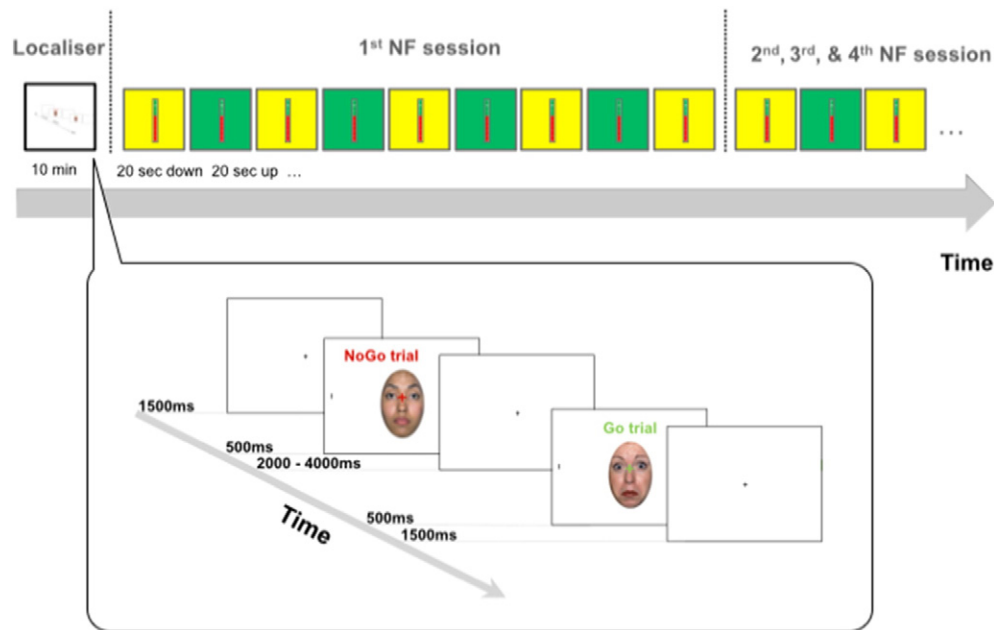 Localiser
1st NF session
2nd, 3rd, & 4th NF session
...
10 min
20 sec down 20 sec up ...
Time
NoGo trial
Go trial
1500ms
500ms
2000 - 4000ms
500ms
1500ms
Time